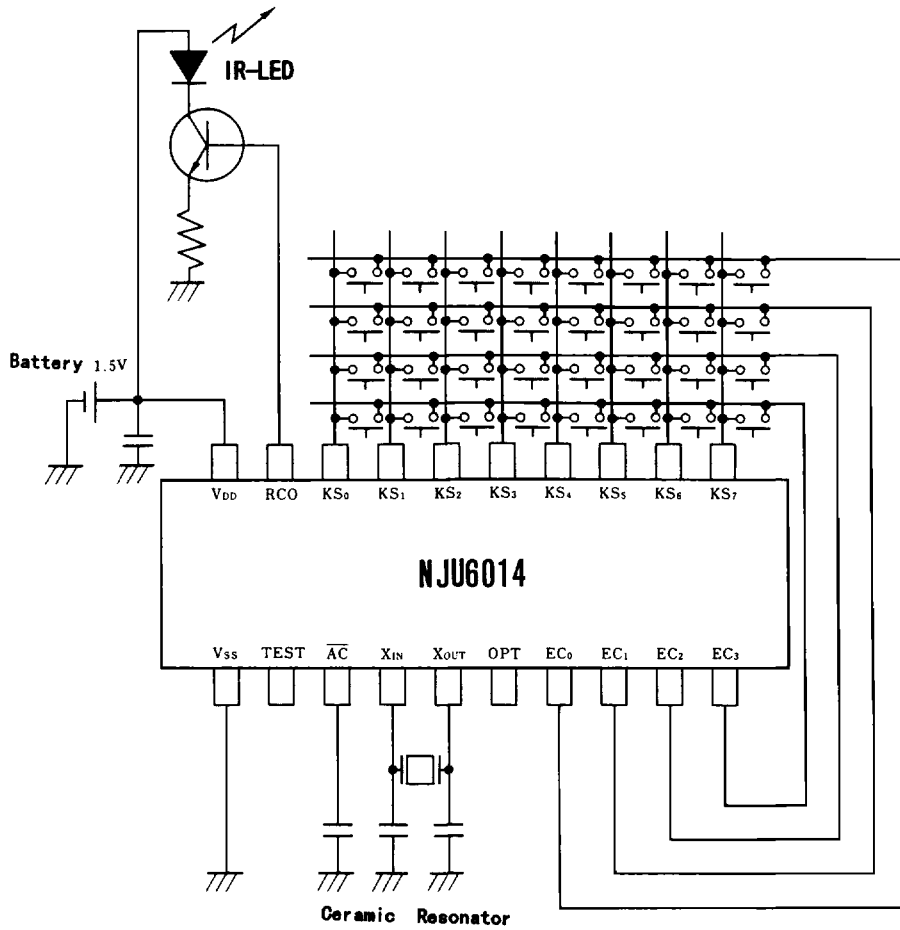 IR-LED
Battery 1.5V
VDD RCO KS0 KS1 KS2 KS3 KS4 KS5 KS6 KS7
NJU6014
VSS TEST AC XIN XOUT OPT EC0 EC1 EC2 EC3
Ceramic Resonator